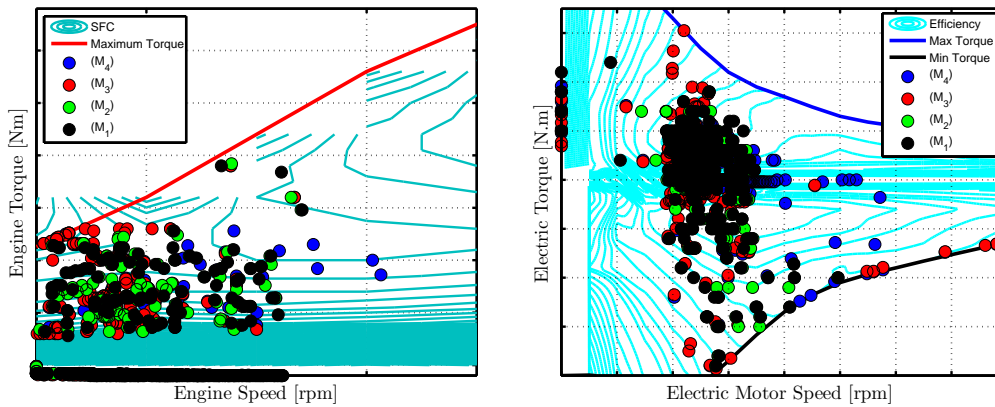 SFC
Maximum Torque
(M4)
(M3)
(M2)
(M1)
Engine Torque [Nm]
Engine Speed [rpm]
Efficiency
Max Torque
Min Torque
(M4)
(M3)
(M2)
(M1)
Electric Torque [N.m]
Electric Motor Speed [rpm]